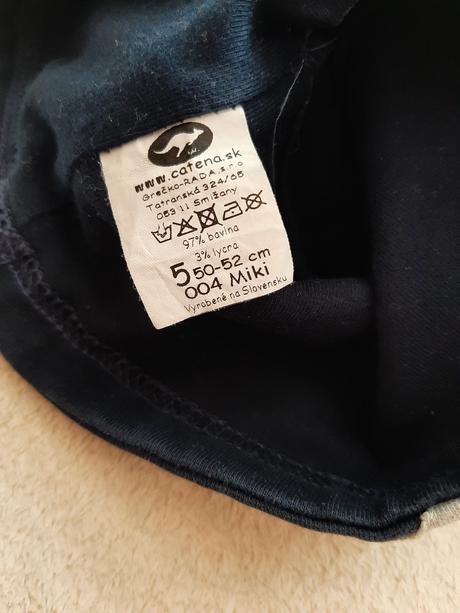 www.catena.sk
Grečko-RADA, s.r.o
Tatranská 324/65
053 11 Smižany
97% bavlna
3% lycra
5 50-52 cm
004 Miki
Vyrobené na Slovensku